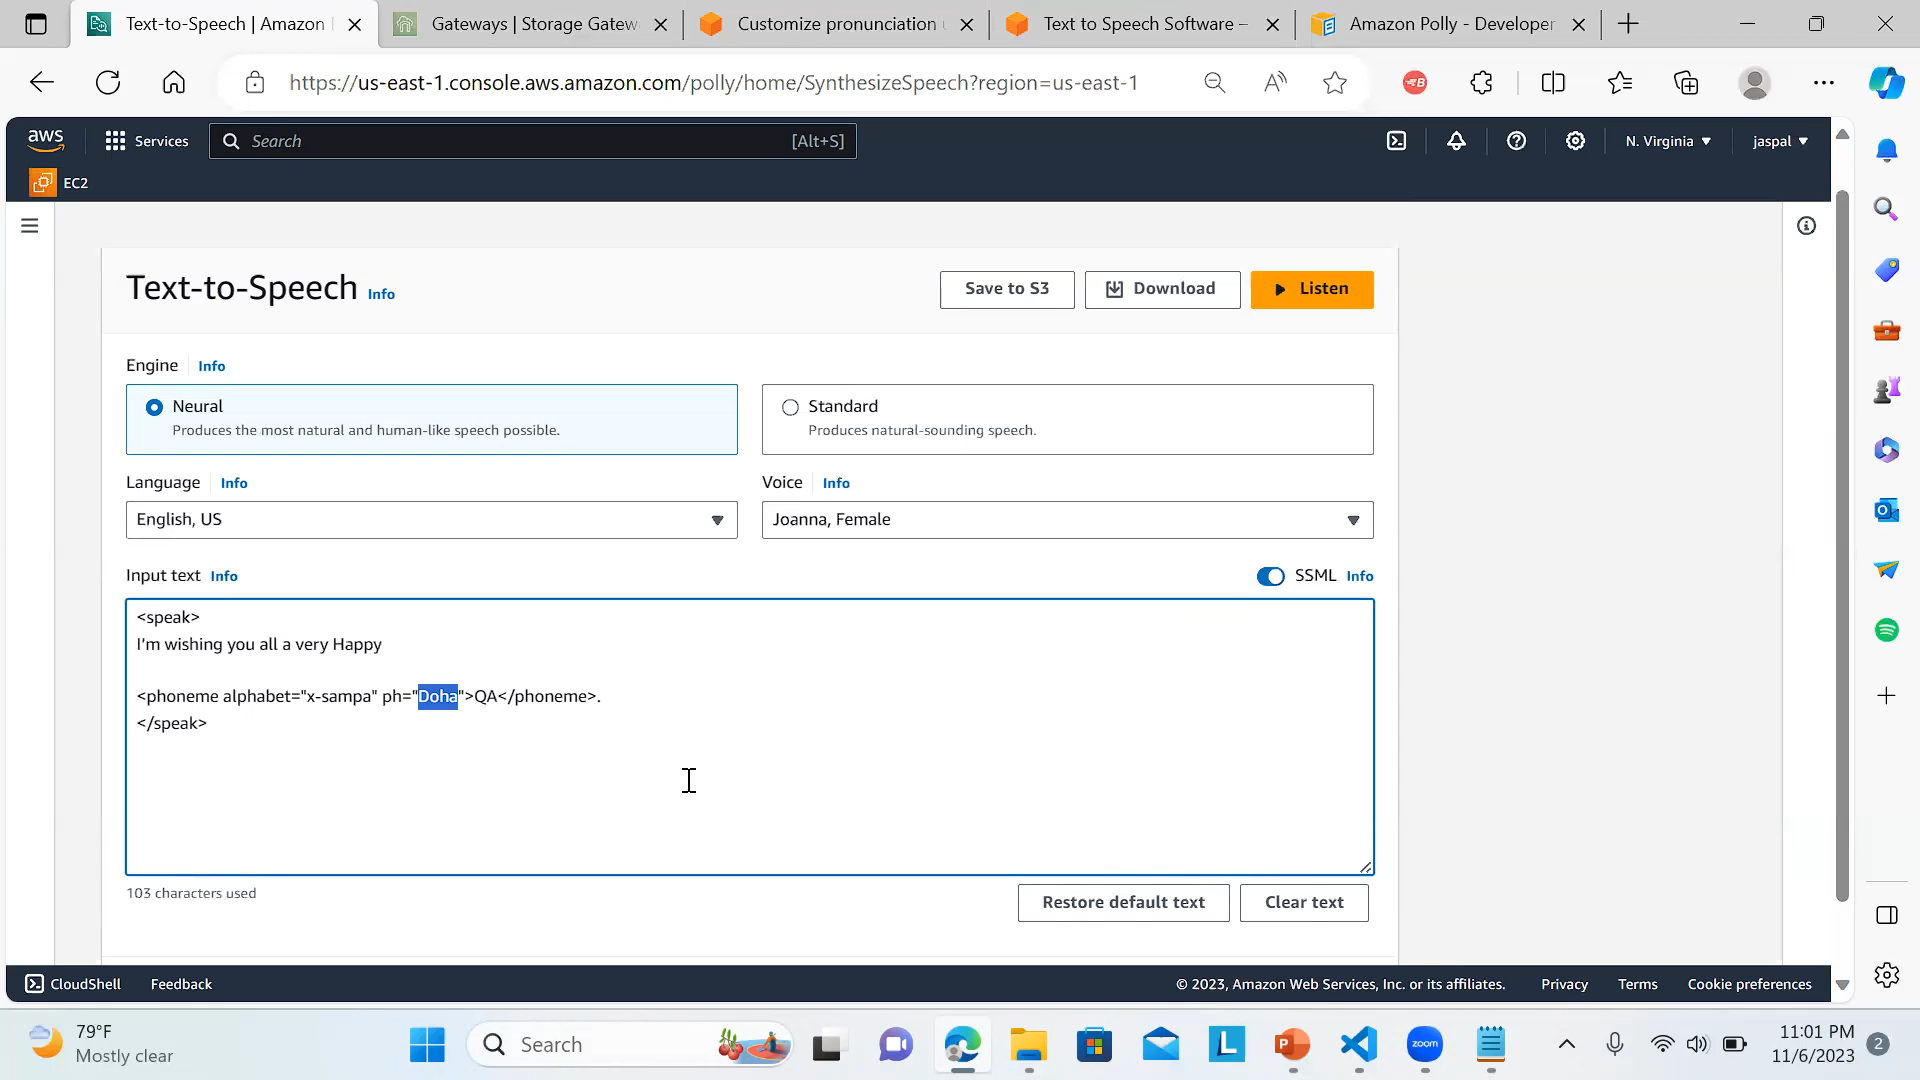 Text-to-Speech | Amazon
Gateways | Storage Gatew
Customize pronunciation
Text to Speech Software –
Amazon Polly - Developer
https://us-east-1.console.aws.amazon.com/polly/home/SynthesizeSpeech?region=us-east-1
aws
Services
Search
[Alt+S]
N. Virginia
jaspal
EC2
Text-to-Speech Info
Save to S3
Download
Listen
Engine Info
Neural
Produces the most natural and human-like speech possible.
Standard
Produces natural-sounding speech.
Language Info
Voice Info
English, US
Joanna, Female
Input text Info
SSML Info
<speak>
I'm wishing you all a very Happy
<phoneme alphabet="x-sampa" ph="Doha">QA</phoneme>.
</speak>
103 characters used
Restore default text
Clear text
CloudShell
Feedback
© 2023, Amazon Web Services, Inc. or its affiliates.
Privacy
Terms
Cookie preferences
79°F
Mostly clear
Search
zoom
11:01 PM
11/6/2023
2